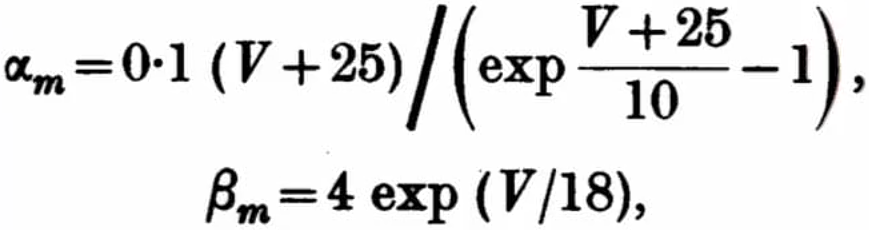 αₘ = 0·1 (V + 25) / (exp (V + 25)/10 − 1),
βₘ = 4 exp (V/18),